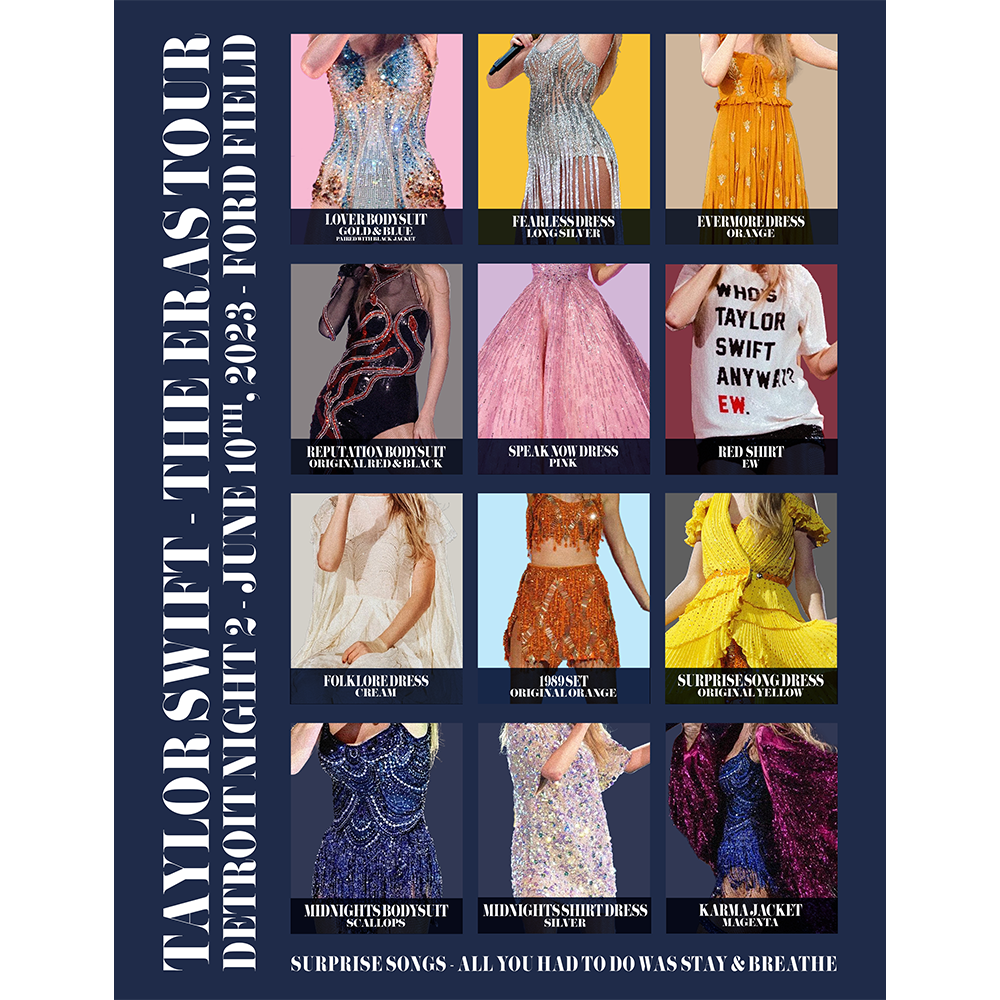 TAYLOR SWIFT - THE ERAS TOUR
DETROIT NIGHT 2 - JUNE 10TH, 2023 - FORD FIELD
LOVER BODYSUIT
GOLD & BLUE
PAIRED WITH BLACK JACKET
FEARLESS DRESS
LONG SILVER
EVERMORE DRESS
ORANGE
REPUTATION BODYSUIT
ORIGINAL RED & BLACK
SPEAK NOW DRESS
PINK
WHO'S
TAYLOR
SWIFT
ANYWAY?
EW.
RED SHIRT
EW
FOLKLORE DRESS
CREAM
1989 SET
ORIGINAL ORANGE
SURPRISE SONG DRESS
ORIGINAL YELLOW
MIDNIGHTS BODYSUIT
SCALLOPS
MIDNIGHTS SHIRT DRESS
SILVER
KARMA JACKET
MAGENTA
SURPRISE SONGS - ALL YOU HAD TO DO WAS STAY & BREATHE